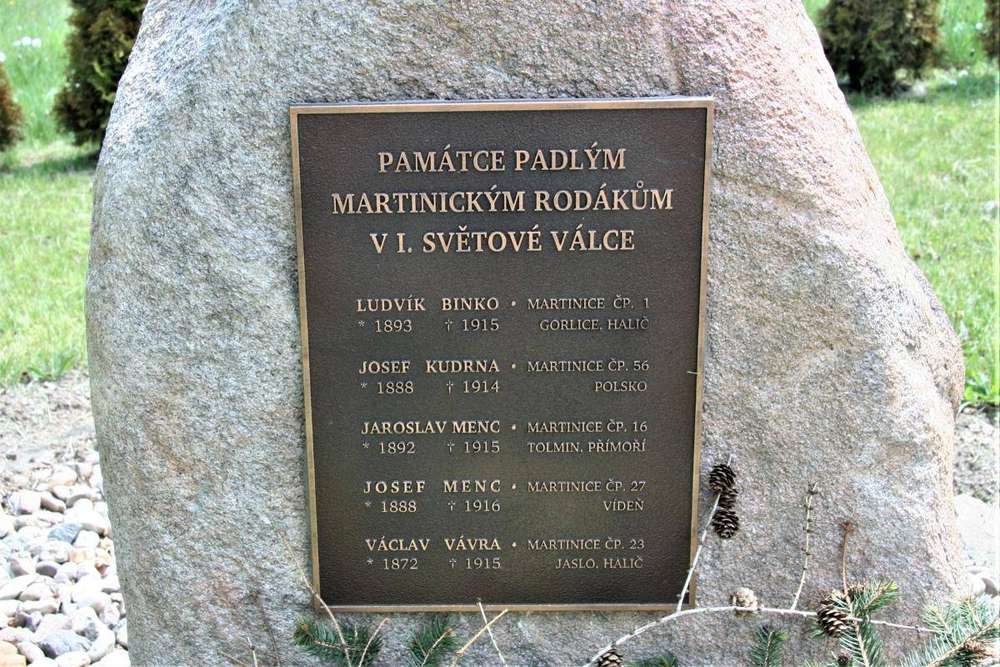 PAMÁTCE PADLÝM
MARTINICKÝM RODÁKŮM
V I. SVĚTOVÉ VÁLCE
LUDVÍK BINKO • MARTINICE ČP. 1
* 1893 † 1915 GORLICE, HALIČ
JOSEF KUDRNA • MARTINICE ČP. 56
* 1888 † 1914 POLSKO
JAROSLAV MENC • MARTINICE ČP. 16
* 1892 † 1915 TOLMIN, PŘÍMOŘÍ
JOSEF MENC • MARTINICE ČP. 27
* 1888 † 1916 VÍDEŇ
VÁCLAV VÁVRA • MARTINICE ČP. 23
* 1872 † 1915 JASLO, HALIČ